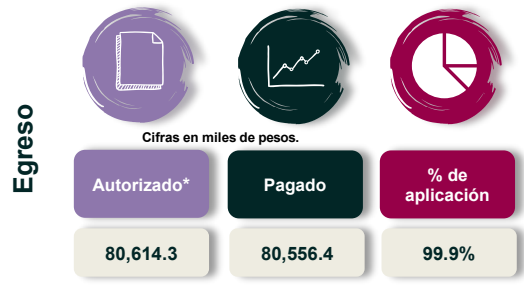 Egreso
Cifras en miles de pesos.
Autorizado*
Pagado
% de
aplicación
80,614.3
80,556.4
99.9%